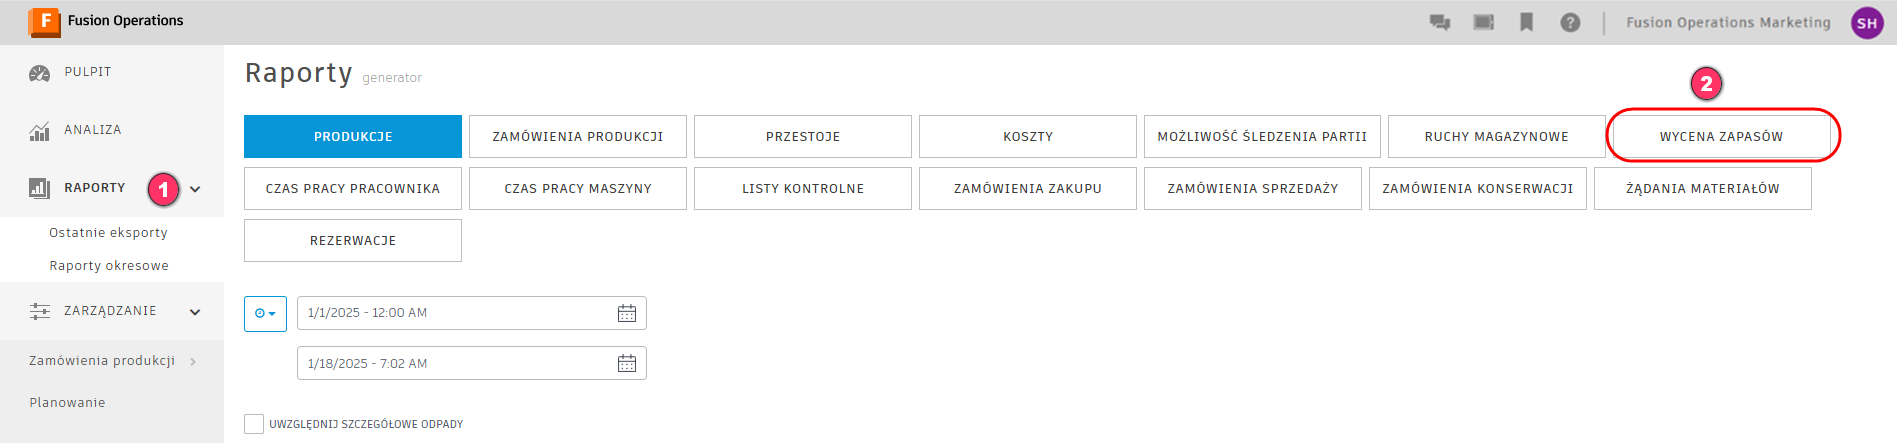 F Fusion Operations
Fusion Operations Marketing SH
PULPIT
ANALIZA
RAPORTY 1
Ostatnie eksporty
Raporty okresowe
ZARZĄDZANIE
Zamówienia produkcji
Planowanie
Raporty generator
2
PRODUKCJE ZAMÓWIENIA PRODUKCJI PRZESTOJE KOSZTY MOŻLIWOŚĆ ŚLEDZENIA PARTII RUCHY MAGAZYNOWE WYCENA ZAPASÓW
CZAS PRACY PRACOWNIKA CZAS PRACY MASZYNY LISTY KONTROLNE ZAMÓWIENIA ZAKUPU ZAMÓWIENIA SPRZEDAŻY ZAMÓWIENIA KONSERWACJI ŻĄDANIA MATERIAŁÓW
REZERWACJE
1/1/2025 - 12:00 AM
1/18/2025 - 7:02 AM
UWZGLĘDNIJ SZCZEGÓŁOWE ODPADY